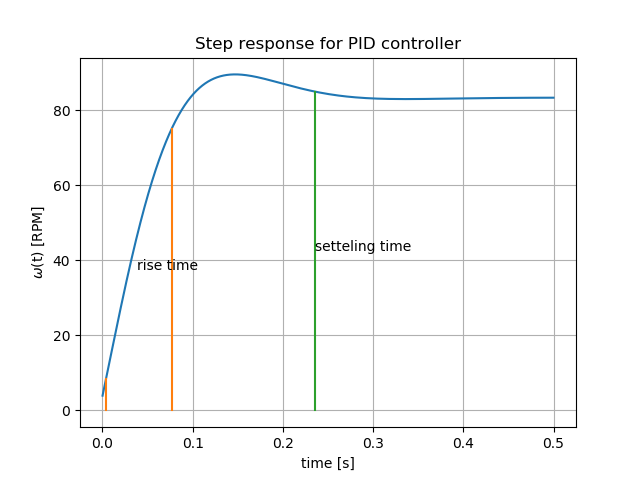 Step response for PID controller
ω(t) [RPM]
80
60
40
20
0
rise time
setteling time
0.0 0.1 0.2 0.3 0.4 0.5
time [s]